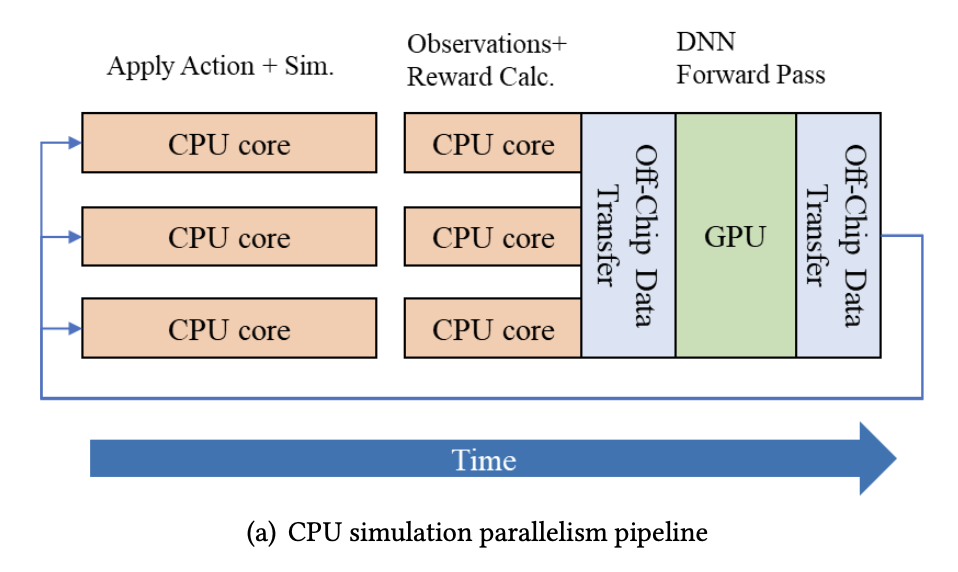 Apply Action + Sim.
Observations+
Reward Calc.
DNN
Forward Pass
CPU core
CPU core
CPU core
CPU core
CPU core
CPU core
Off-Chip Data
Transfer
GPU
Off-Chip Data
Transfer
Time
(a) CPU simulation parallelism pipeline